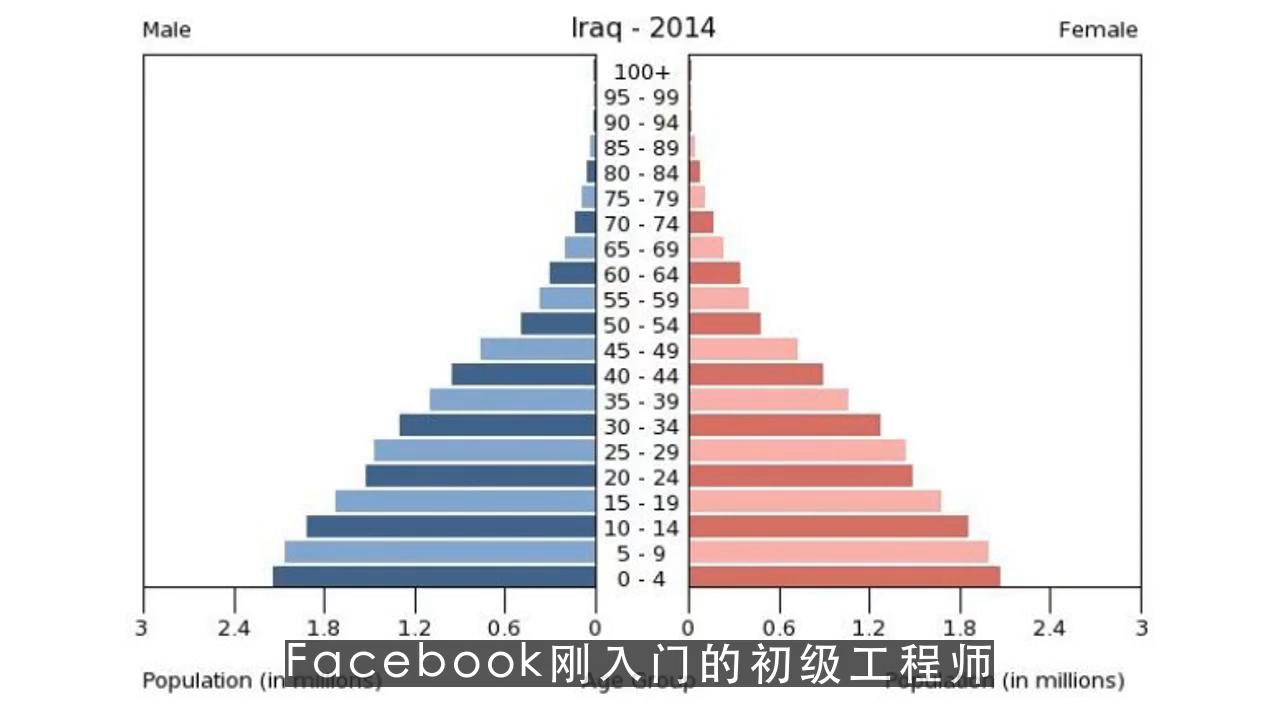 Male Iraq - 2014 Female
100+
95 - 99
90 - 94
85 - 89
80 - 84
75 - 79
70 - 74
65 - 69
60 - 64
55 - 59
50 - 54
45 - 49
40 - 44
35 - 39
30 - 34
25 - 29
20 - 24
15 - 19
10 - 14
5 - 9
0 - 4
3 2.4 1.8 1.2 0.6 0 0 0.6 1.2 1.8 2.4 3
Facebook刚入门的初级工程师
Population (in millions) Age Group Population (in millions)